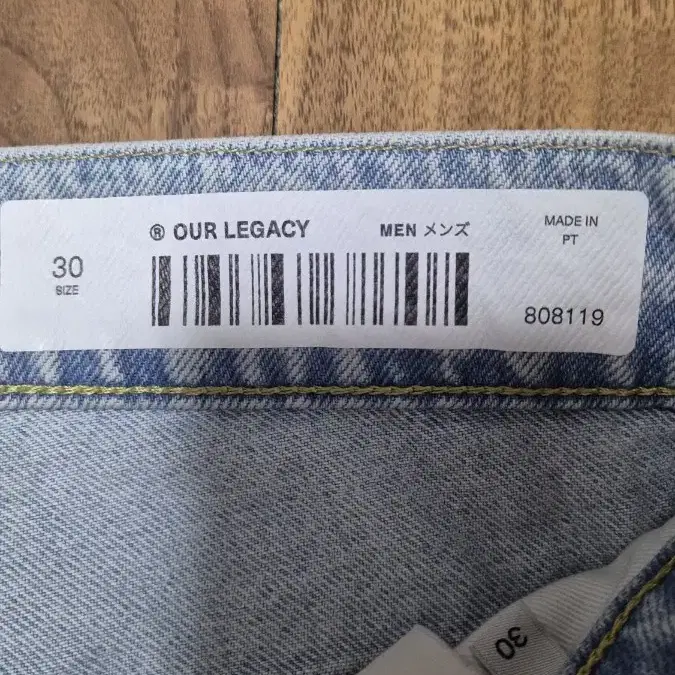 ® OUR LEGACY
MEN メンズ
MADE IN
PT
30
SIZE
808119
30